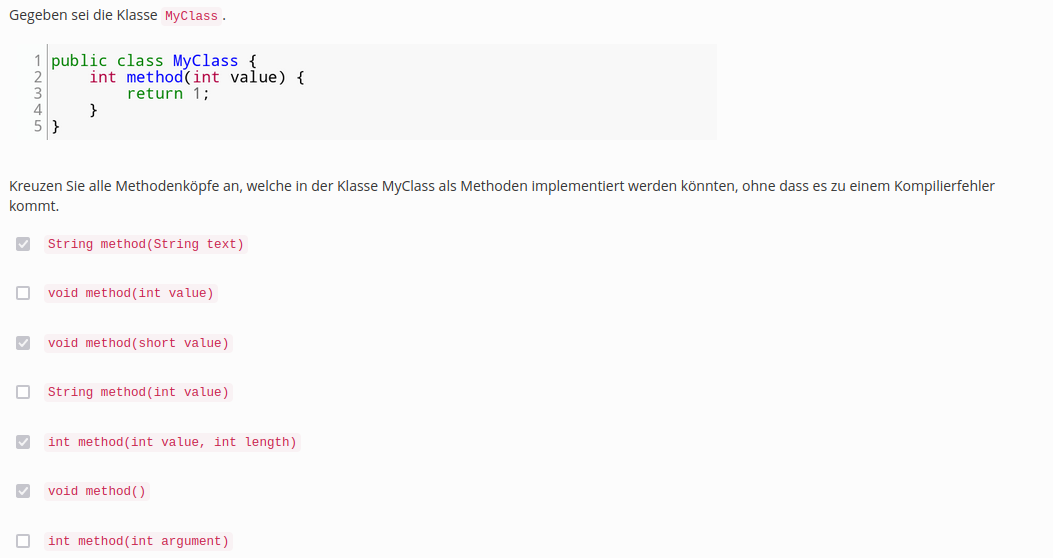 Gegeben sei die Klasse MyClass .
1 public class MyClass {
2 int method(int value) {
3 return 1;
4 }
5 }
Kreuzen Sie alle Methodenköpfe an, welche in der Klasse MyClass als Methoden implementiert werden könnten, ohne dass es zu einem Kompilierfehler
kommt.
String method(String text)
void method(int value)
void method(short value)
String method(int value)
int method(int value, int length)
void method()
int method(int argument)